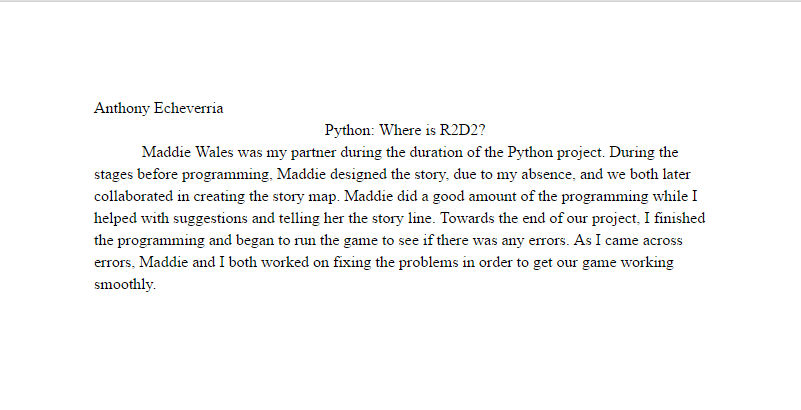 Anthony Echeverria
Python: Where is R2D2?
Maddie Wales was my partner during the duration of the Python project. During the
stages before programming, Maddie designed the story, due to my absence, and we both later
collaborated in creating the story map. Maddie did a good amount of the programming while I
helped with suggestions and telling her the story line. Towards the end of our project, I finished
the programming and began to run the game to see if there was any errors. As I came across
errors, Maddie and I both worked on fixing the problems in order to get our game working
smoothly.